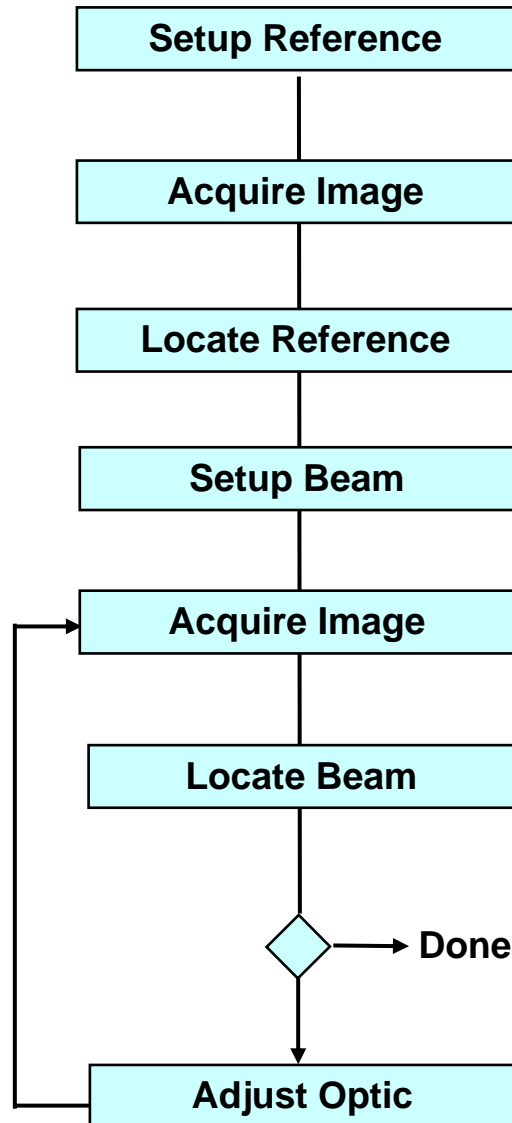 Setup Reference
Acquire Image
Locate Reference
Setup Beam
Acquire Image
Locate Beam
Done
Adjust Optic